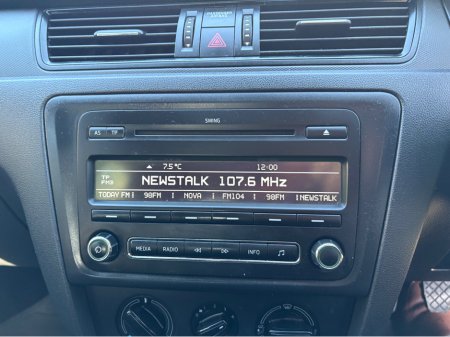 SWING
AS TP
7.5°C 12:00
TP
FM3
NEWSTALK 107.6 MHz
TODAY FM 98FM NOVA FM104 98FM NEWSTALK
MEDIA RADIO INFO